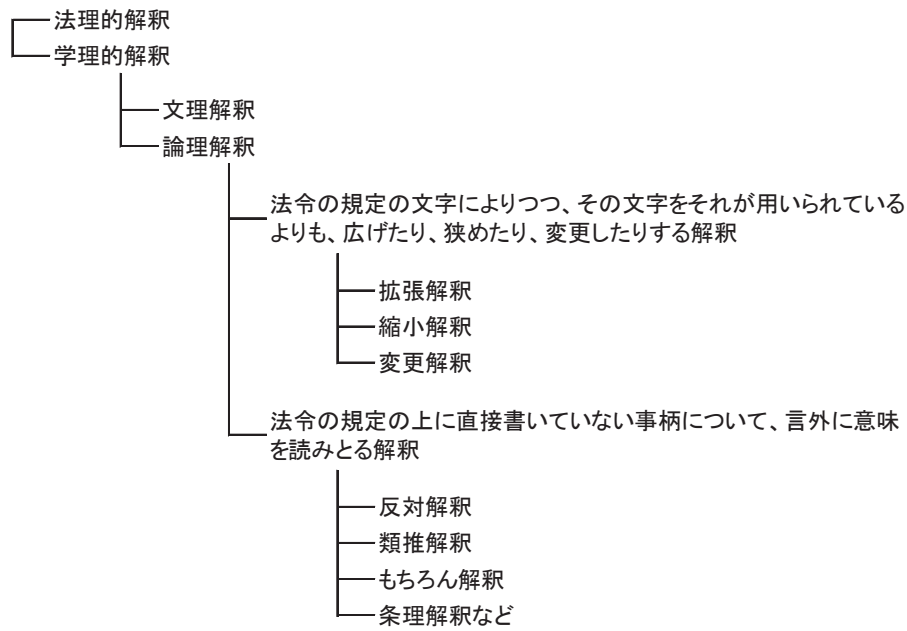 法理的解釈
学理的解釈
文理解釈
論理解釈
法令の規定の文字によりつつ、その文字をそれが用いられている
よりも、広げたり、狭めたり、変更したりする解釈
拡張解釈
縮小解釈
変更解釈
法令の規定の上に直接書いていない事柄について、言外に意味
を読みとる解釈
反対解釈
類推解釈
もちろん解釈
条理解釈など